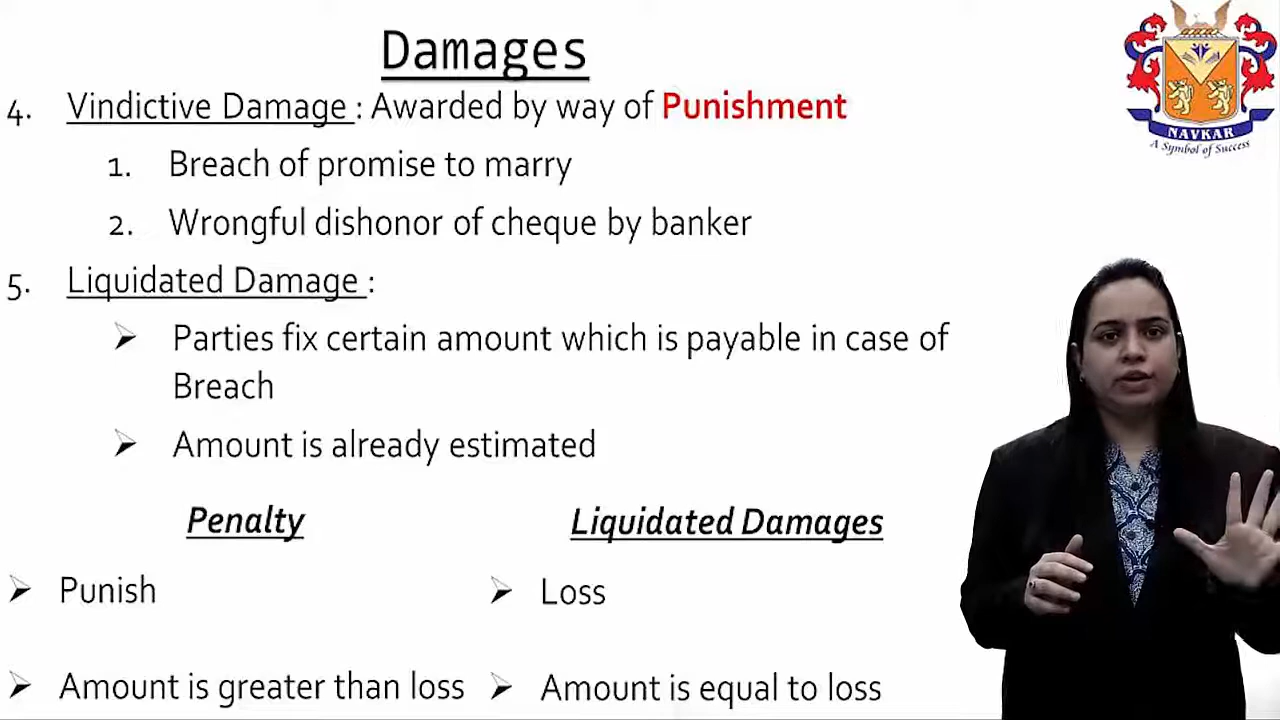 Damages
4. Vindictive Damage : Awarded by way of Punishment
1. Breach of promise to marry
2. Wrongful dishonor of cheque by banker
5. Liquidated Damage :
➢ Parties fix certain amount which is payable in case of
Breach
➢ Amount is already estimated
Penalty
Liquidated Damages
➢ Punish
➢ Loss
➢ Amount is greater than loss
➢ Amount is equal to loss
NAVKAR
A Symbol of Success